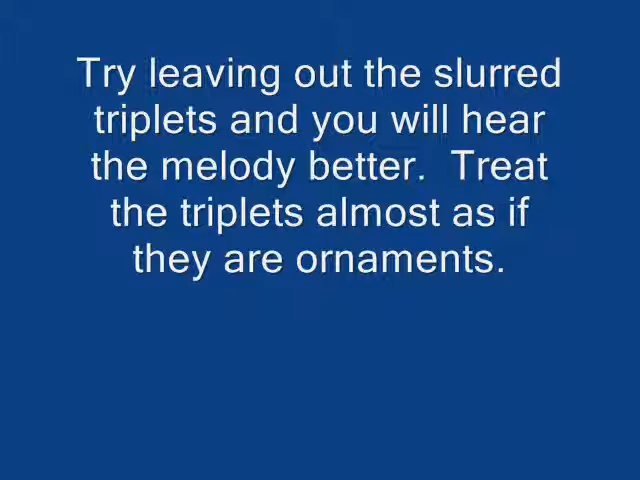 Try leaving out the slurred
triplets and you will hear
the melody better.  Treat
the triplets almost as if
they are ornaments.